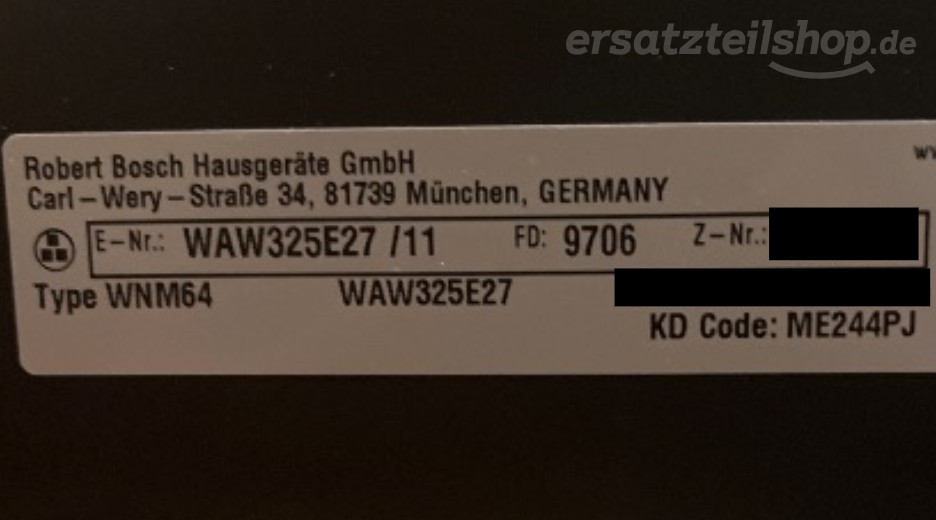 ersatzteilshop.de
Robert Bosch Hausgeräte GmbH
Carl-Wery-Straße 34, 81739 München, GERMANY
E-Nr.: WAW325E27 /11 FD: 9706 Z-Nr.:
Type WNM64 WAW325E27
KD Code: ME244PJ